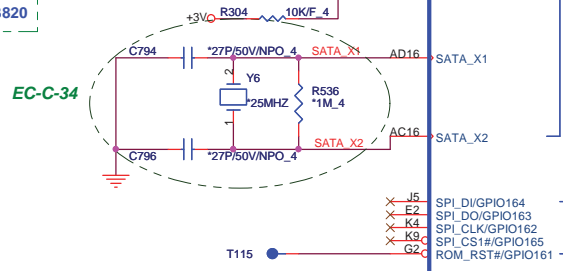 3820
+3VO R304 10K/F_4
C794 *27P/50V/NPO_4 SATA_X1 AD16 SATA_X1
2 Y6
EC-C-34 *25MHZ R536
*1M_4
1
C796 *27P/50V/NPO_4 SATA_X2 AC16 SATA_X2
J5 SPI_DI/GPIO164
E2 SPI_DO/GPIO163
K4 SPI_CLK/GPIO162
K9 SPI_CS1#/GPIO165
T115 G2 ROM_RST#/GPIO161